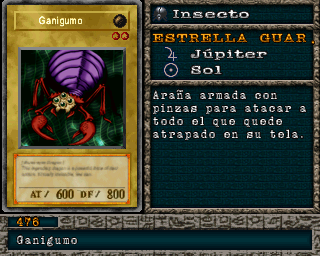 Ganigumo
AT/ 600 DF/ 800
Insecto
ESTRELLA GUAR.
Júpiter
Sol
Araña armada con
pinzas para atacar a
todo el que quede
atrapado en su tela.
476
Ganigumo